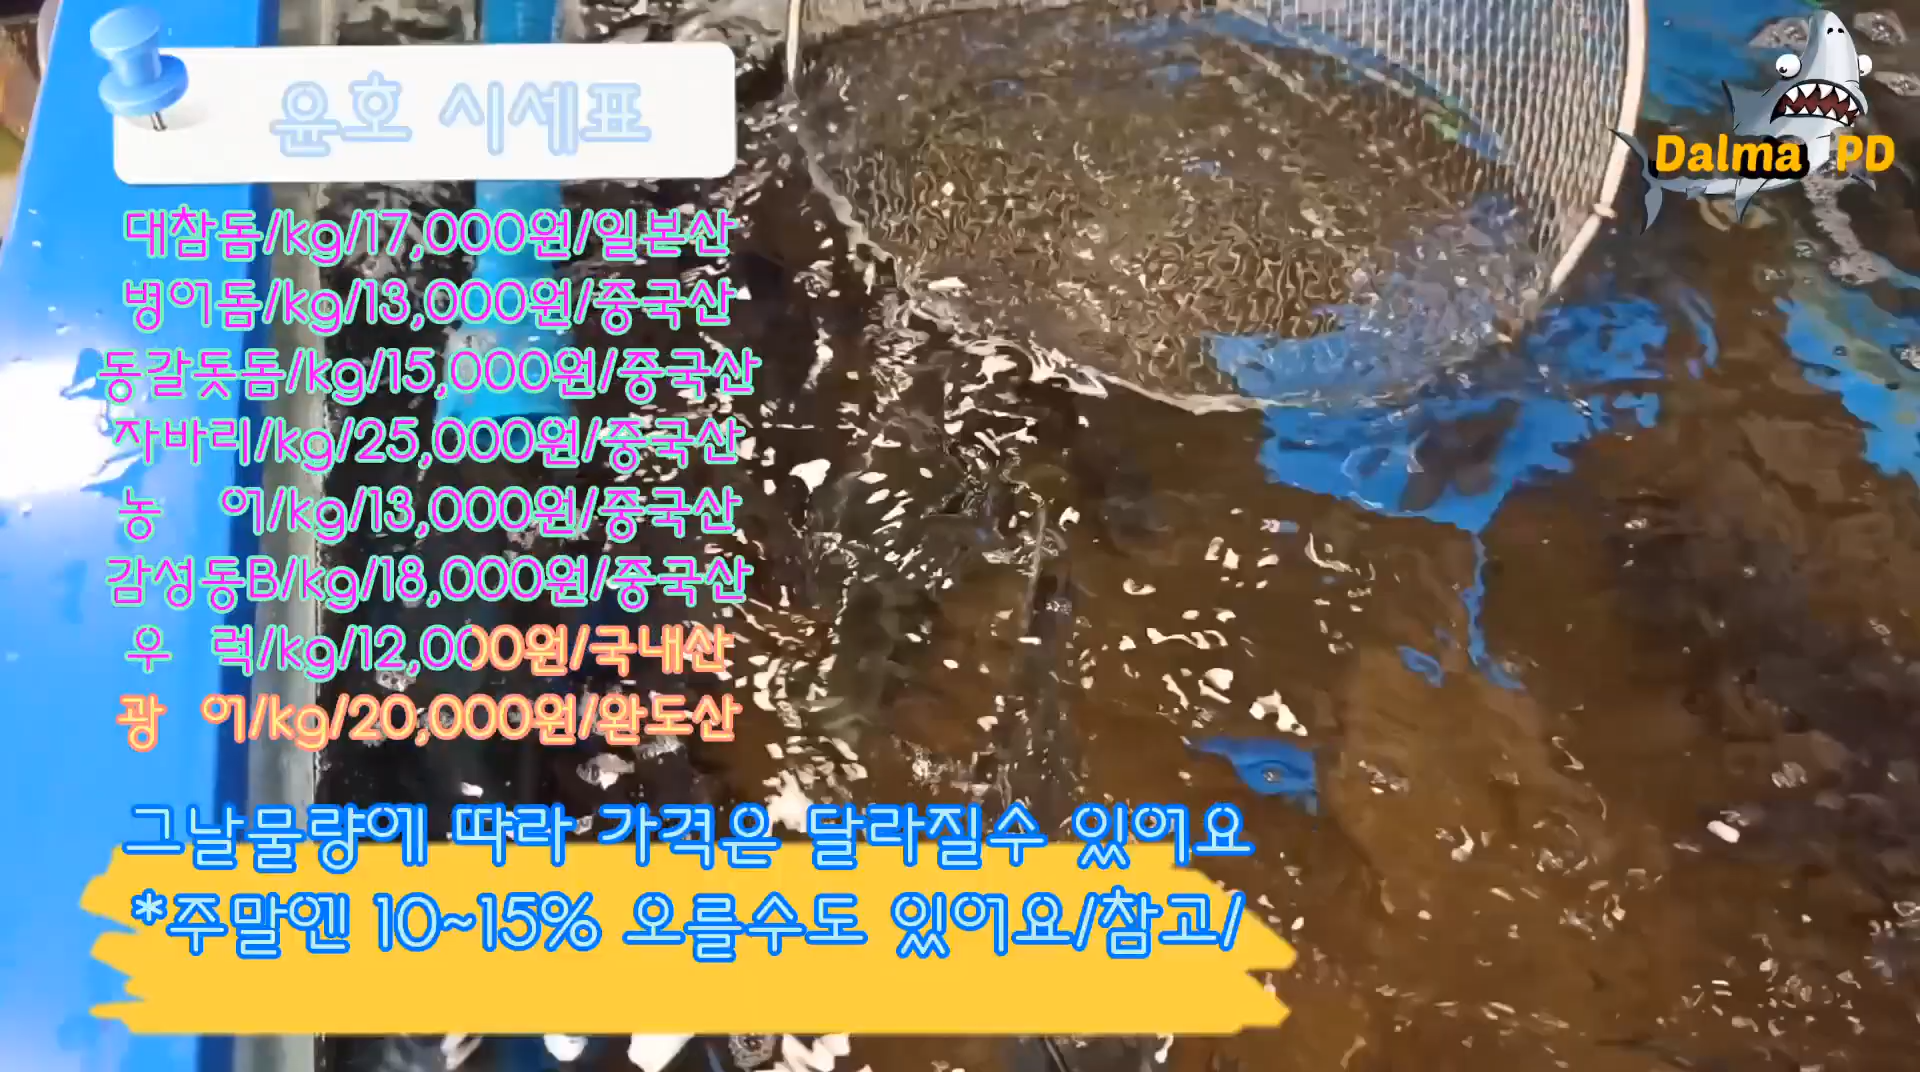 윤호 시세표
Dalma PD
대참돔/kg/17,000원/일본산
병어돔/kg/13,000원/중국산
동갈돗돔/kg/15,000원/중국산
자바리/kg/25,000원/중국산
농 어/kg/13,000원/중국산
감성동B/kg/18,000원/중국산
우 럭/kg/12,000원/국내산
광 어/kg/20,000원/완도산
그날물량에 따라 가격은 달라질수 있어요
*주말엔 10~15% 오를수도 있어요/참고/